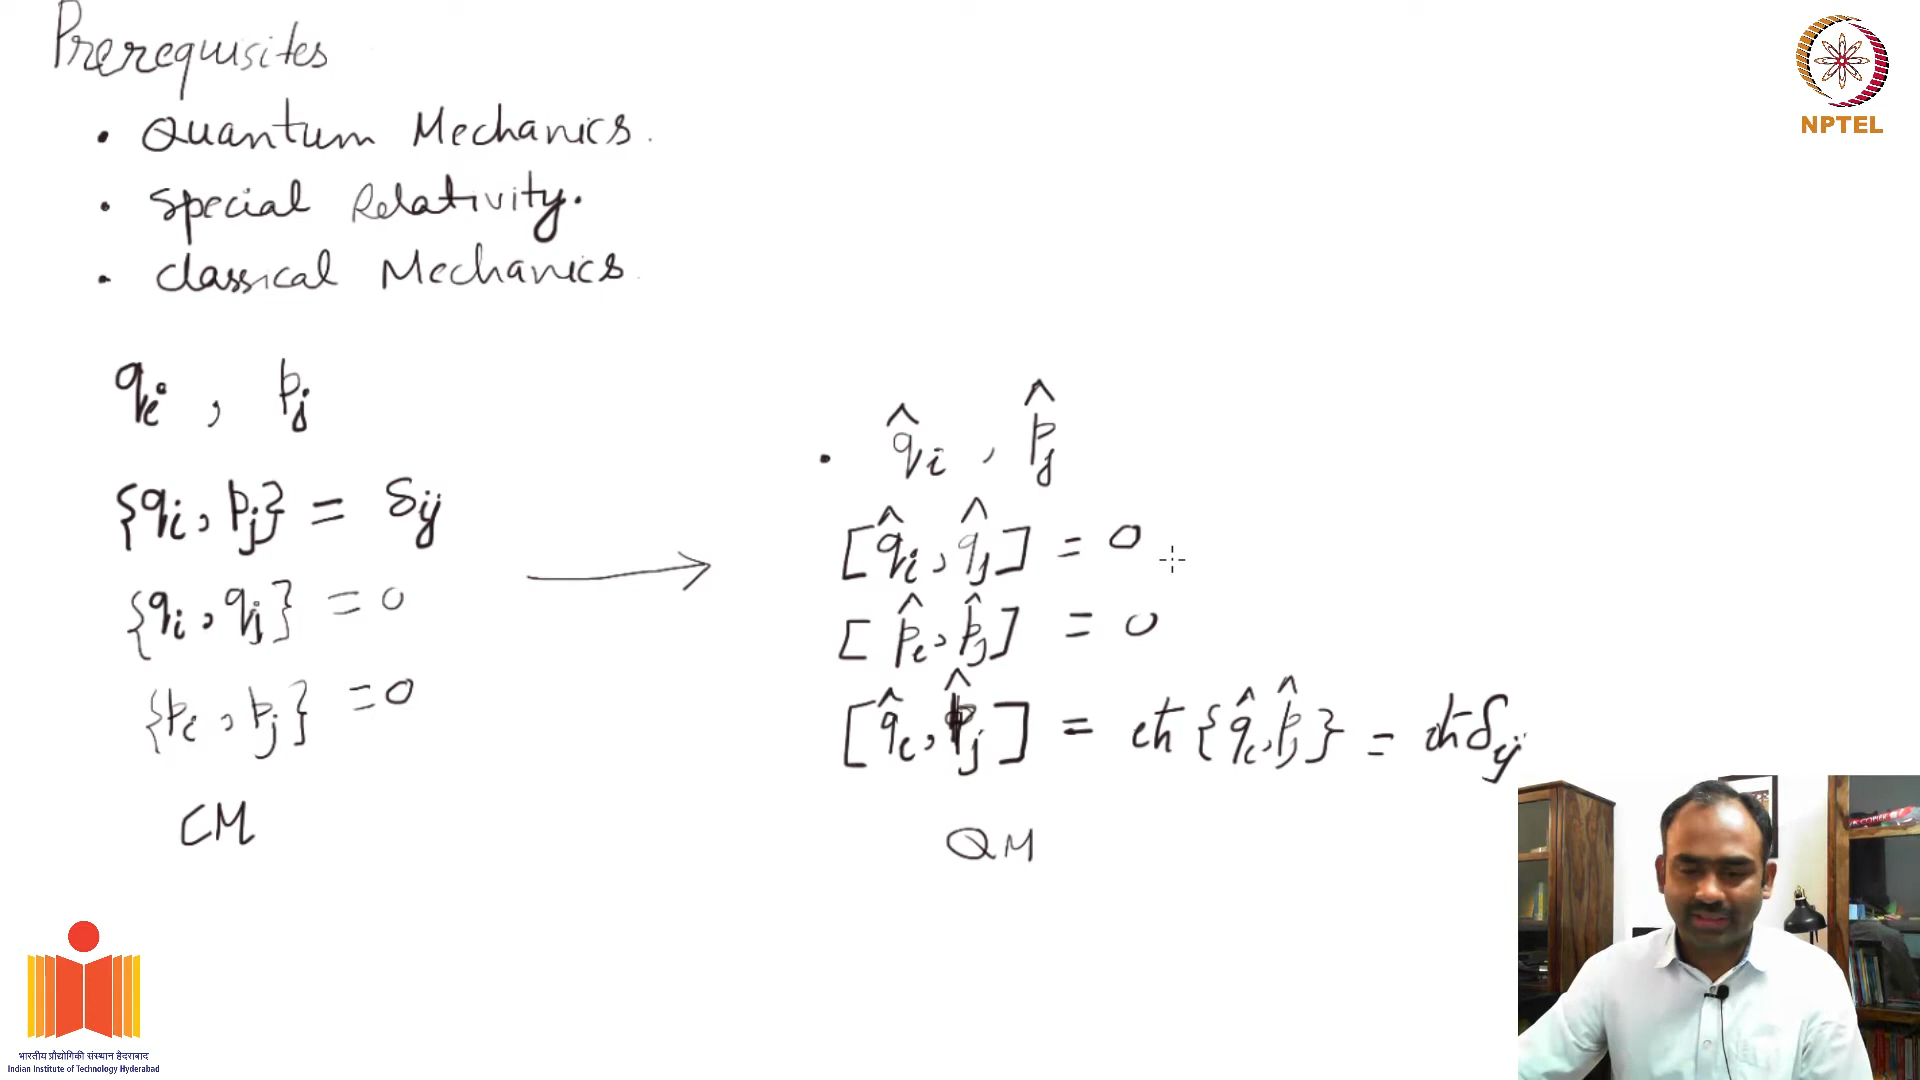 Prerequisites
• Quantum Mechanics.
• Special Relativity.
• Classical Mechanics
q_i , p_j
{q_i, p_j} = δ_ij
{q_i, q_j} = 0
{p_i, p_j} = 0
CM
• q̂_i , p̂_j
[q̂_i, q̂_j] = 0
[p̂_i, p̂_j] = 0
[q̂_i, p̂_j] = iħ{q̂_i, p̂_j} = iħδ_ij
QM
NPTEL
भारतीय प्रौद्योगिकी संस्थान हैदराबाद
Indian Institute of Technology Hyderabad